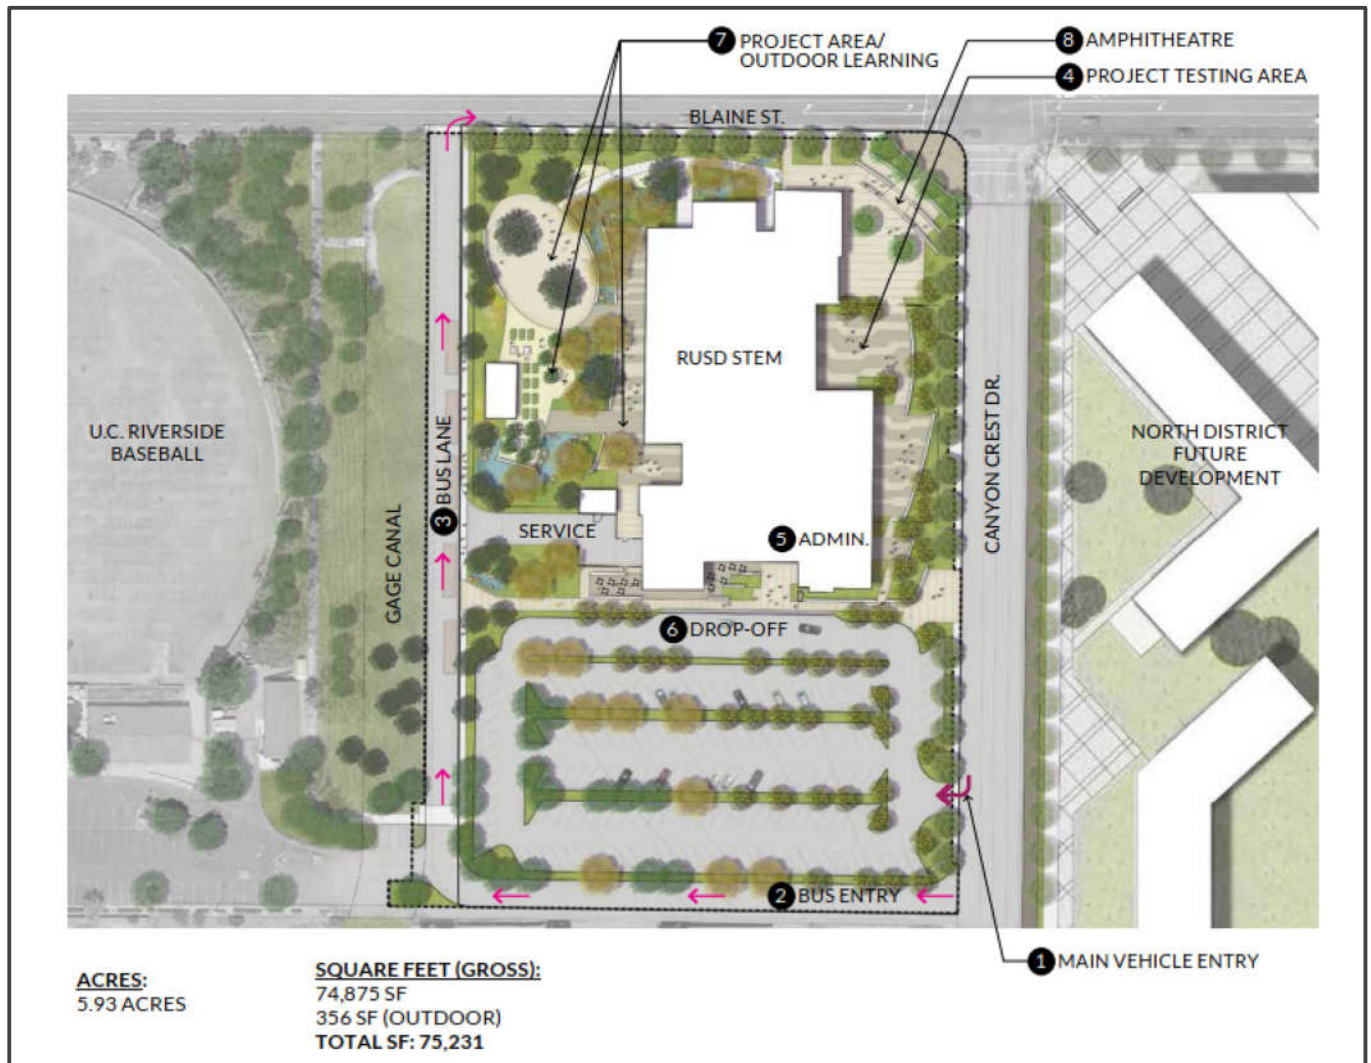 7 PROJECT AREA/
OUTDOOR LEARNING
8 AMPHITHEATRE
4 PROJECT TESTING AREA
BLAINE ST.
RUSD STEM
U.C. RIVERSIDE
BASEBALL
GAGE CANAL
3 BUS LANE
SERVICE
5 ADMIN.
CANYON CREST DR.
NORTH DISTRICT
FUTURE
DEVELOPMENT
6 DROP-OFF
2 BUS ENTRY
1 MAIN VEHICLE ENTRY
ACRES:
5.93 ACRES
SQUARE FEET (GROSS):
74,875 SF
356 SF (OUTDOOR)
TOTAL SF: 75,231